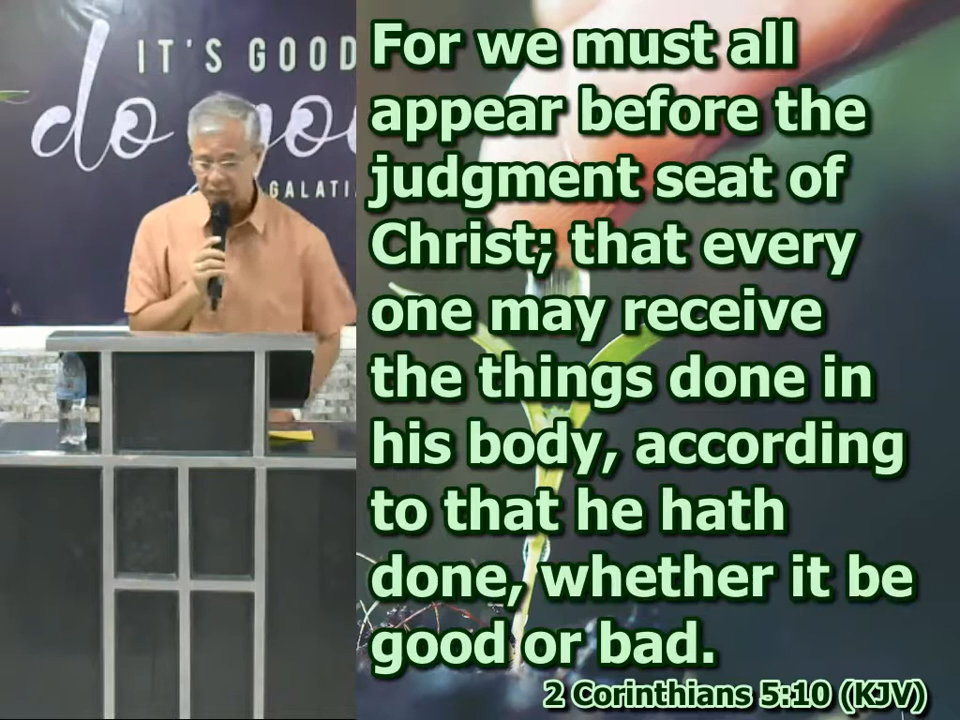 IT'S GOOD
do
GALATI
For we must all
appear before the
judgment seat of
Christ; that every
one may receive
the things done in
his body, according
to that he hath
done, whether it be
good or bad.
2 Corinthians 5:10 (KJV)